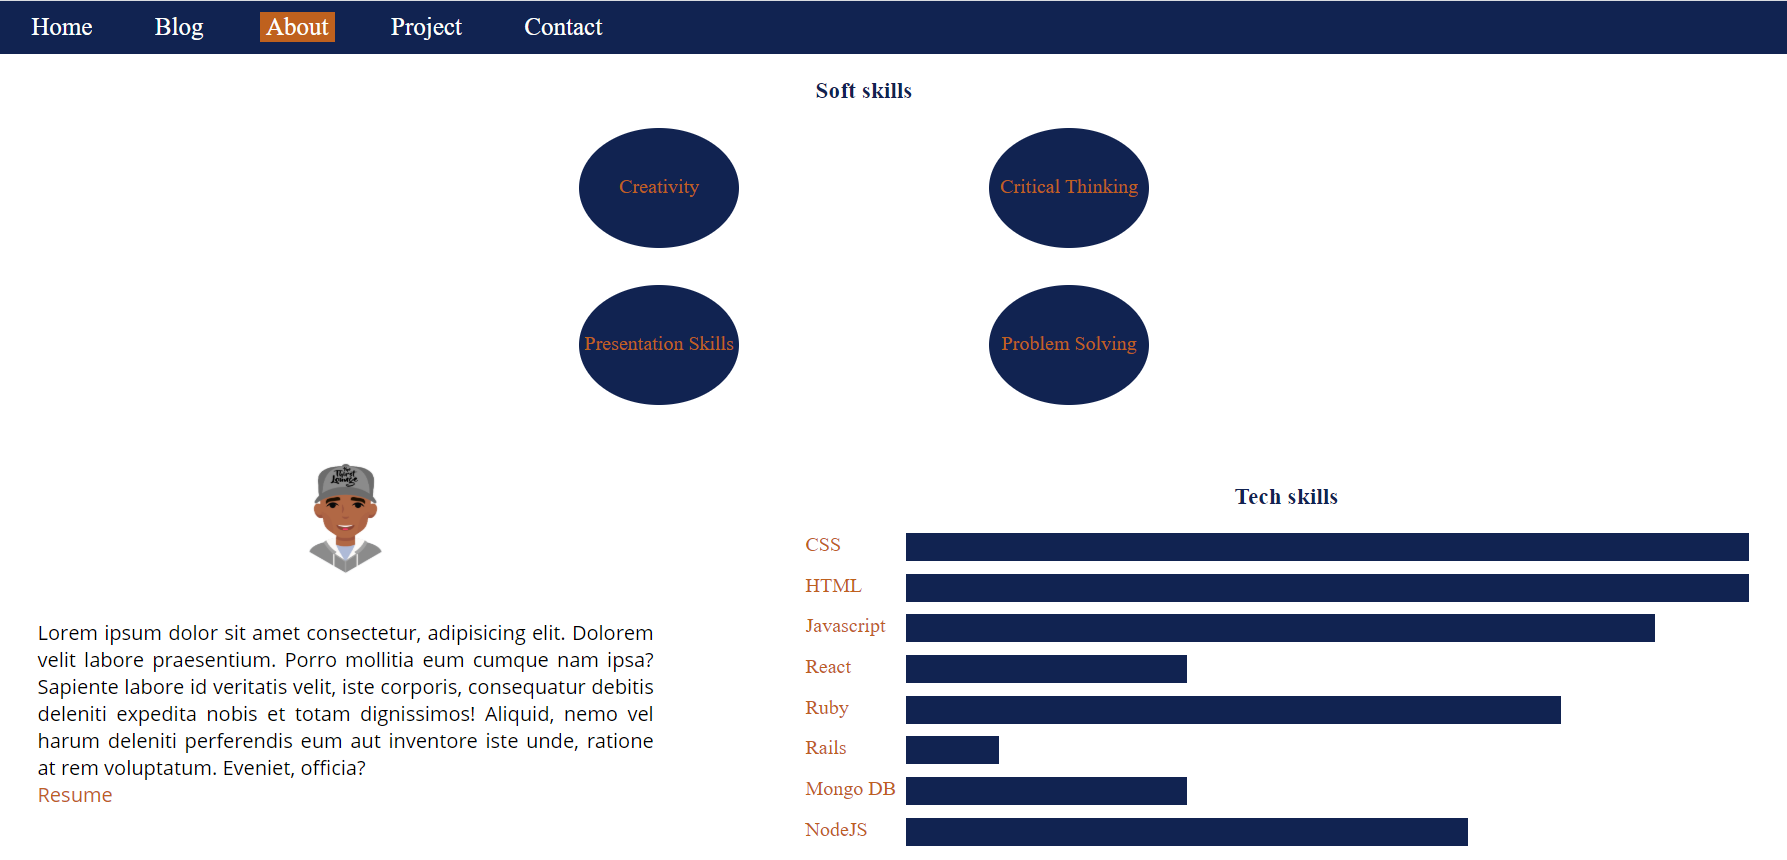 Home Blog About Project Contact
Soft skills
Creativity
Critical Thinking
Presentation Skills
Problem Solving
The
Thirst
Lounge
Lorem ipsum dolor sit amet consectetur, adipisicing elit. Dolorem
velit labore praesentium. Porro mollitia eum cumque nam ipsa?
Sapiente labore id veritatis velit, iste corporis, consequatur debitis
deleniti expedita nobis et totam dignissimos! Aliquid, nemo vel
harum deleniti perferendis eum aut inventore iste unde, ratione
at rem voluptatum. Eveniet, officia?
Resume
Tech skills
CSS
HTML
Javascript
React
Ruby
Rails
Mongo DB
NodeJS